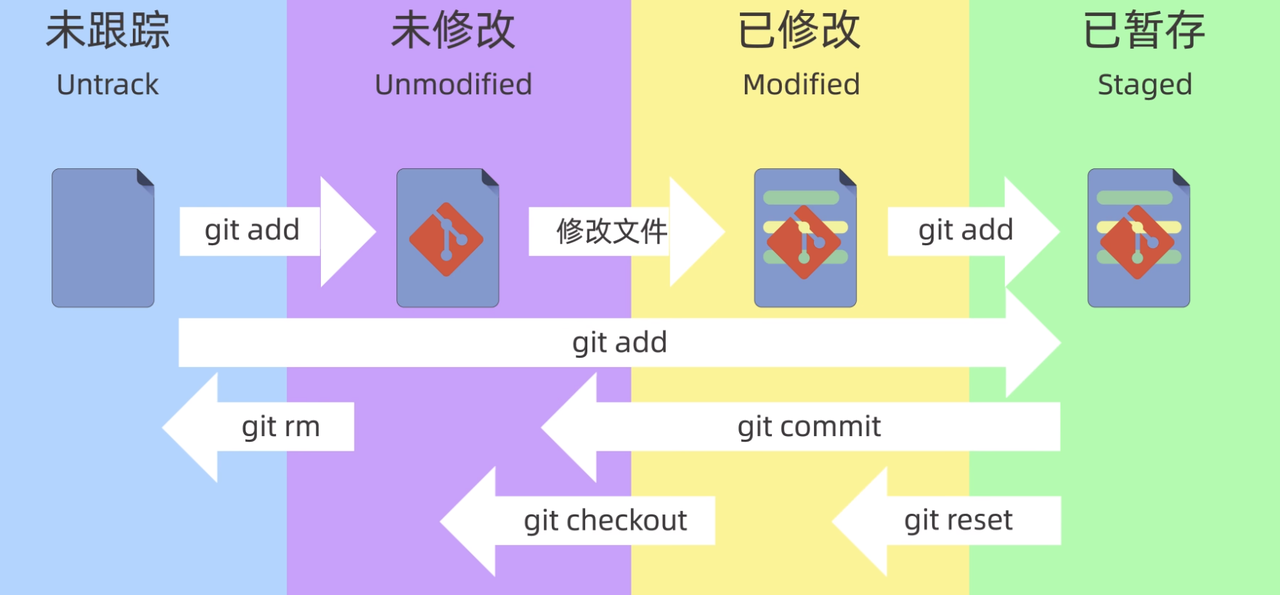 未跟踪
未修改
已修改
已暂存
Untrack
Unmodified
Modified
Staged
git add
修改文件
git add
git add
git rm
git commit
git checkout
git reset